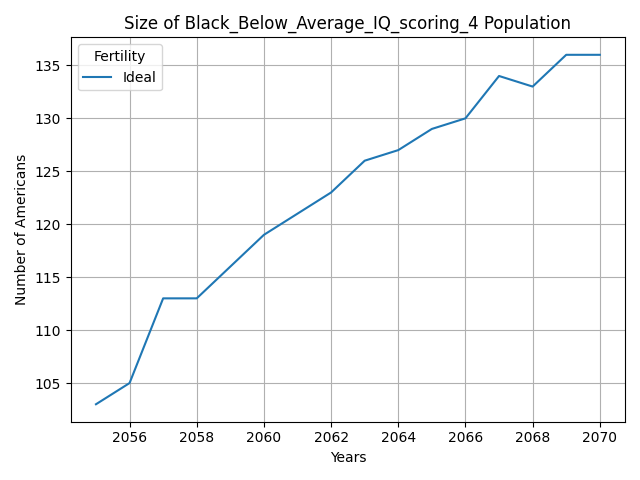 Size of Black_Below_Average_IQ_scoring_4 Population
Fertility
Ideal
Number of Americans
135
130
125
120
115
110
105
2056 2058 2060 2062 2064 2066 2068 2070
Years